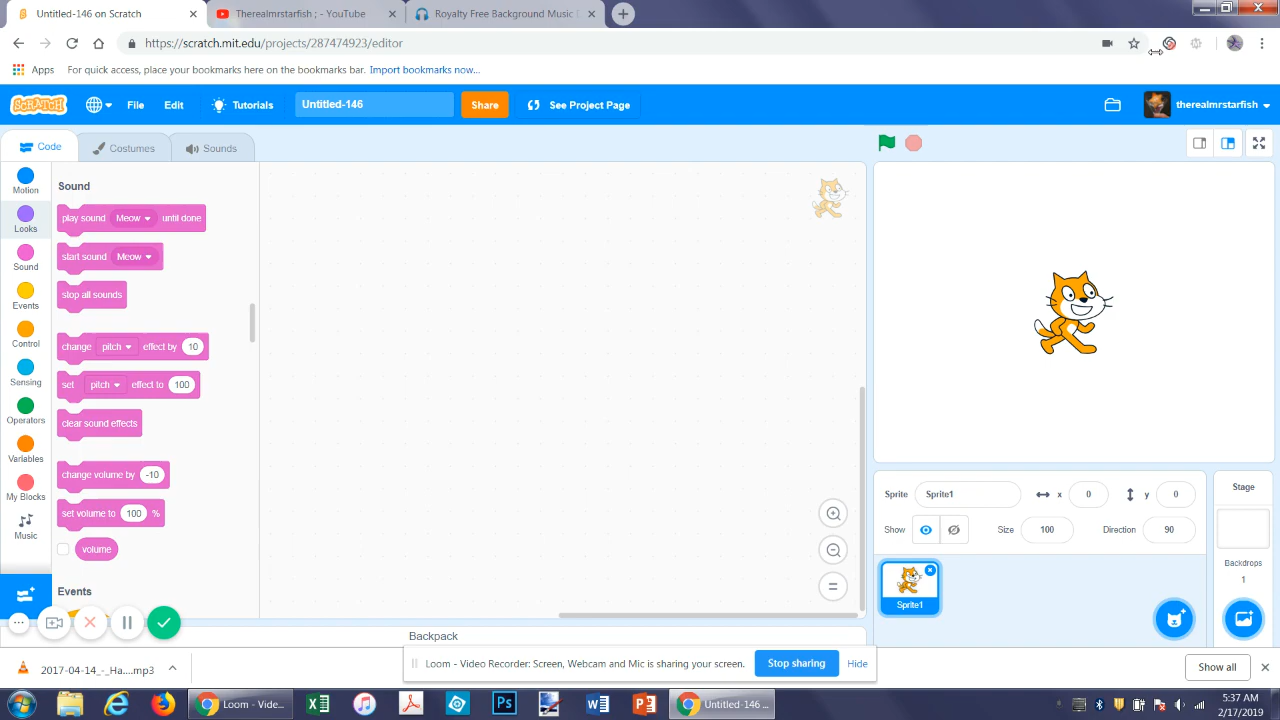 Untitled-146 on Scratch
Therealmrstarfish ; - YouTube
Royalty Free Background Music D
https://scratch.mit.edu/projects/287474923/editor
Apps
For quick access, place your bookmarks here on the bookmarks bar. Import bookmarks now...
SCRATCH
File
Edit
Tutorials
Untitled-146
Share
See Project Page
therealmrstarfish
Code
Costumes
Sounds
Motion
Looks
Sound
Events
Control
Sensing
Operators
Variables
My Blocks
Music
Sound
play sound Meow until done
start sound Meow
stop all sounds
change pitch effect by 10
set pitch effect to 100
clear sound effects
change volume by -10
set volume to 100 %
volume
Events
Backpack
Sprite Sprite1 x 0 y 0
Show Size 100 Direction 90
Sprite1
Stage
Backdrops
1
2017-04-14_-_Ha....mp3
Loom - Video Recorder: Screen, Webcam and Mic is sharing your screen.
Stop sharing
Hide
Show all
Loom - Vide...
Ps
Untitled-146 ...
5:37 AM
2/17/2019